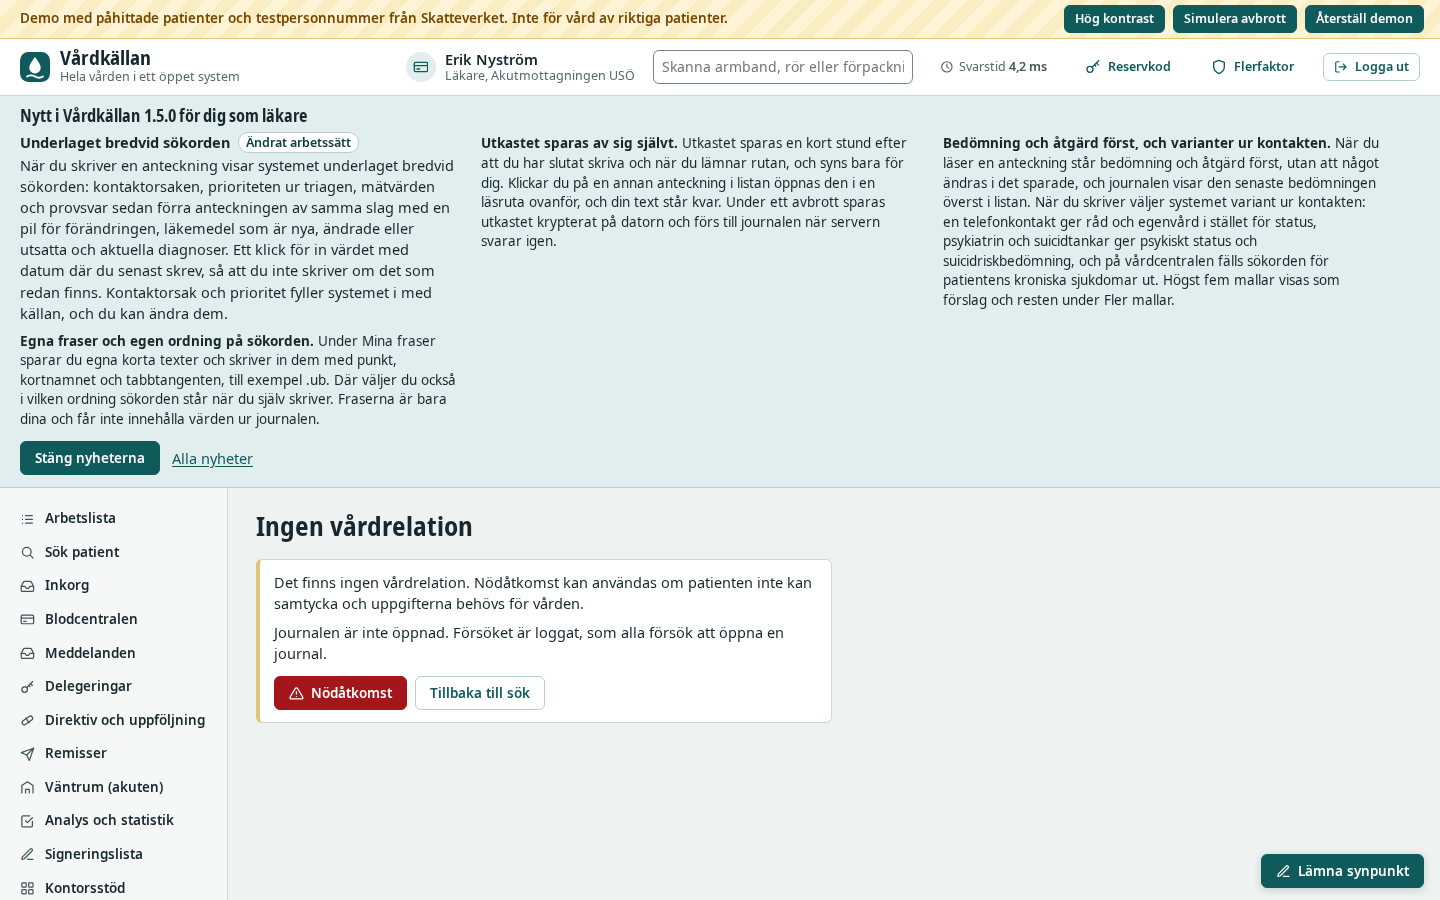 Demo med påhittade patienter och testpersonnummer från Skatteverket. Inte för vård av riktiga patienter.
Hög kontrast
Simulera avbrott
Återställ demon
Vårdkällan
Hela vården i ett öppet system
Erik Nyström
Läkare, Akutmottagningen USÖ
Skanna armband, rör eller förpackni
Svarstid 4,2 ms
Reservkod
Flerfaktor
Logga ut
Nytt i Vårdkällan 1.5.0 för dig som läkare
Underlaget bredvid sökorden Ändrat arbetssätt
När du skriver en anteckning visar systemet underlaget bredvid
sökorden: kontaktorsaken, prioriteten ur triagen, mätvärden
och provsvar sedan förra anteckningen av samma slag med en
pil för förändringen, läkemedel som är nya, ändrade eller
utsatta och aktuella diagnoser. Ett klick för in värdet med
datum där du senast skrev, så att du inte skriver om det som
redan finns. Kontaktorsak och prioritet fyller systemet i med
källan, och du kan ändra dem.
Egna fraser och egen ordning på sökorden. Under Mina fraser
sparar du egna korta texter och skriver in dem med punkt,
kortnamnet och tabbtangenten, till exempel .ub. Där väljer du också
i vilken ordning sökorden står när du själv skriver. Fraserna är bara
dina och får inte innehålla värden ur journalen.
Utkastet sparas av sig självt. Utkastet sparas en kort stund efter
att du har slutat skriva och när du lämnar rutan, och syns bara för
dig. Klickar du på en annan anteckning i listan öppnas den i en
läsruta ovanför, och din text står kvar. Under ett avbrott sparas
utkastet krypterat på datorn och förs till journalen när servern
svarar igen.
Bedömning och åtgärd först, och varianter ur kontakten. När du
läser en anteckning står bedömning och åtgärd först, utan att något
ändras i det sparade, och journalen visar den senaste bedömningen
överst i listan. När du skriver väljer systemet variant ur kontakten:
en telefonkontakt ger råd och egenvård i stället för status,
psykiatrin och suicidtankar ger psykiskt status och
suicidriskbedömning, och på vårdcentralen fälls sökorden för
patientens kroniska sjukdomar ut. Högst fem mallar visas som
förslag och resten under Fler mallar.
Stäng nyheterna
Alla nyheter
Arbetslista
Sök patient
Inkorg
Blodcentralen
Meddelanden
Delegeringar
Direktiv och uppföljning
Remisser
Väntrum (akuten)
Analys och statistik
Signeringslista
Kontorsstöd
Ingen vårdrelation
Det finns ingen vårdrelation. Nödåtkomst kan användas om patienten inte kan
samtycka och uppgifterna behövs för vården.
Journalen är inte öppnad. Försöket är loggat, som alla försök att öppna en
journal.
Nödåtkomst
Tillbaka till sök
Lämna synpunkt